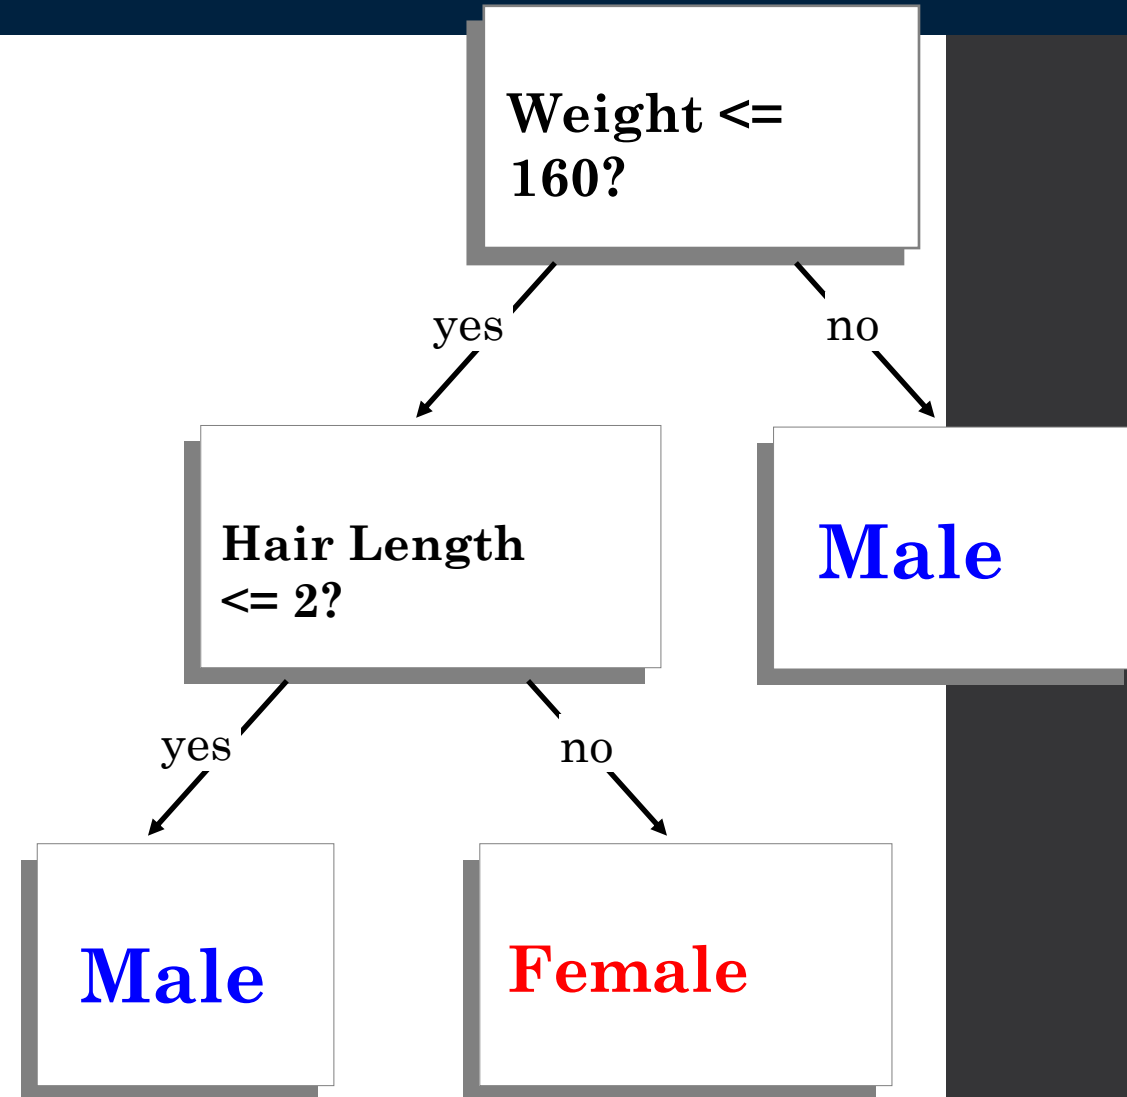 Weight <=
160?
yes
no
Hair Length
<= 2?
Male
yes
no
Male
Female